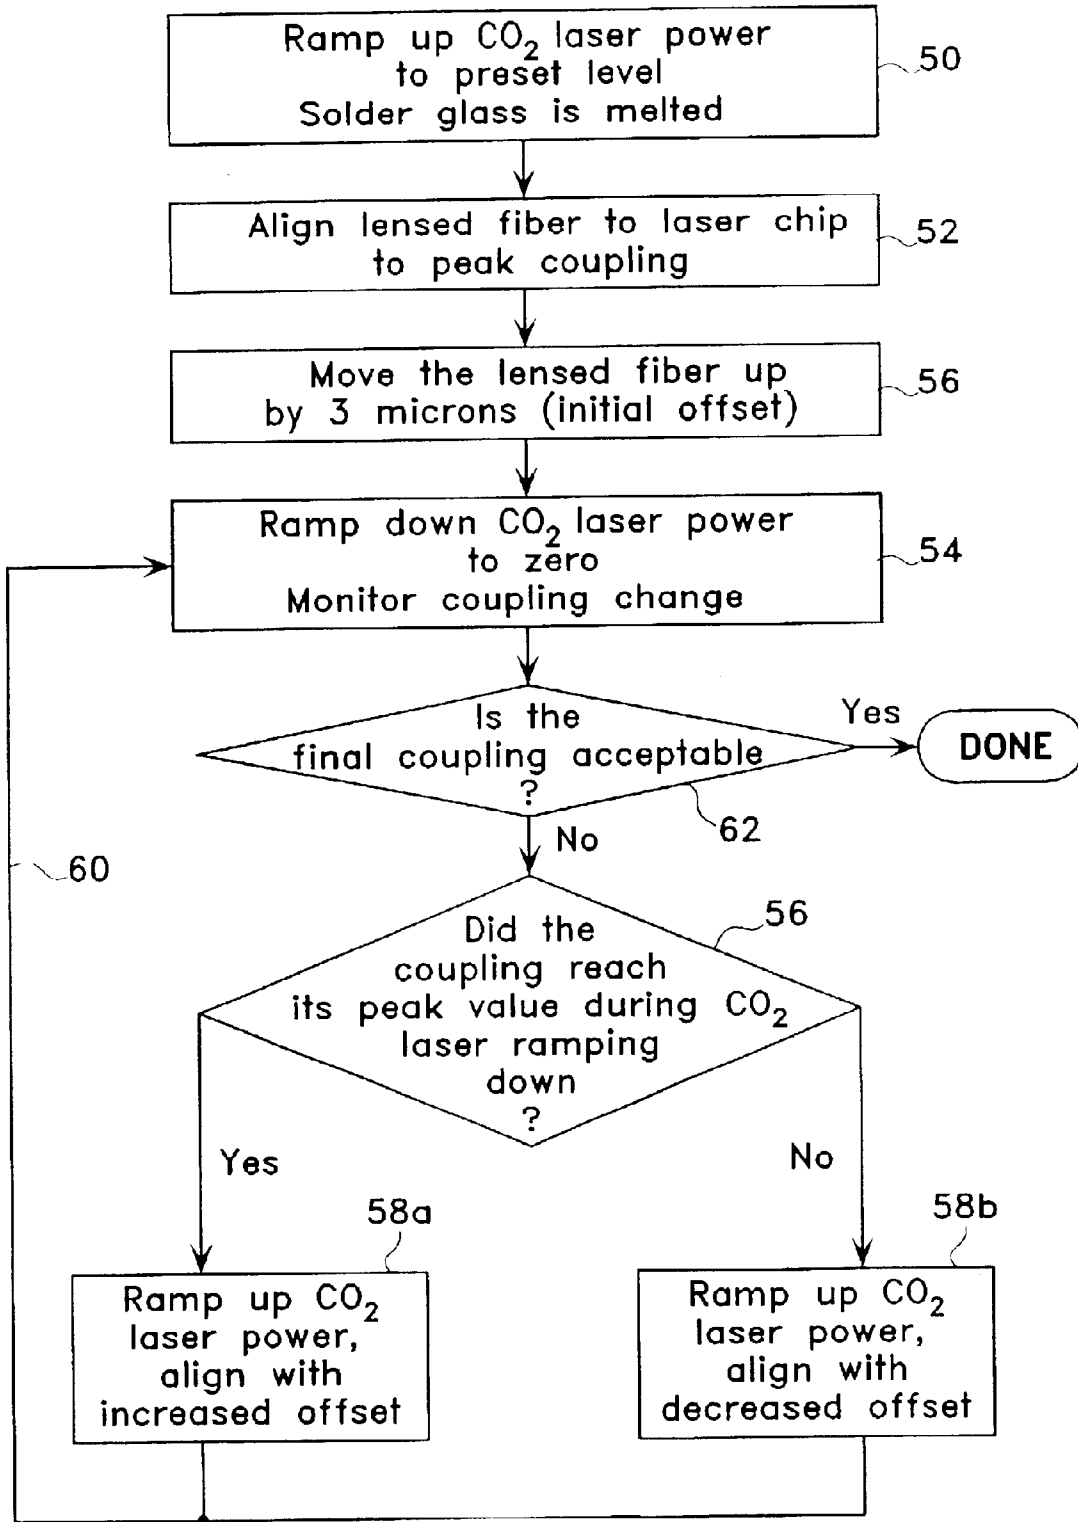 Ramp up CO₂ laser power
to preset level
Solder glass is melted
50
Align lensed fiber to laser chip
to peak coupling
52
Move the lensed fiber up
by 3 microns (initial offset)
56
Ramp down CO₂ laser power
to zero
Monitor coupling change
54
Is the
final coupling acceptable
?
Yes
DONE
62
No
60
Did the
coupling reach
its peak value during CO₂
laser ramping
down
?
56
Yes
No
58a
Ramp up CO₂
laser power,
align with
increased offset
58b
Ramp up CO₂
laser power,
align with
decreased offset